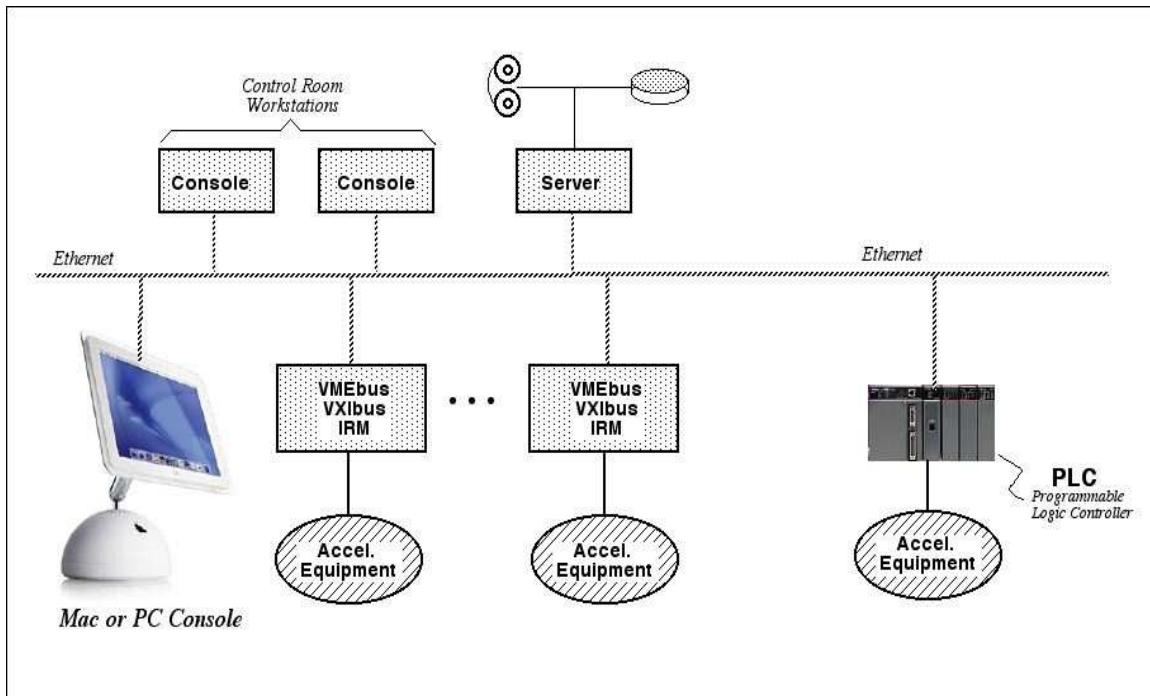 Control Room
Workstations
Console
Console
Server
Ethernet
Ethernet
VMEbus
VXIbus
IRM
• • •
VMEbus
VXIbus
IRM
PLC
Programmable
Logic Controller
Accel.
Equipment
Accel.
Equipment
Accel.
Equipment
Mac or PC Console